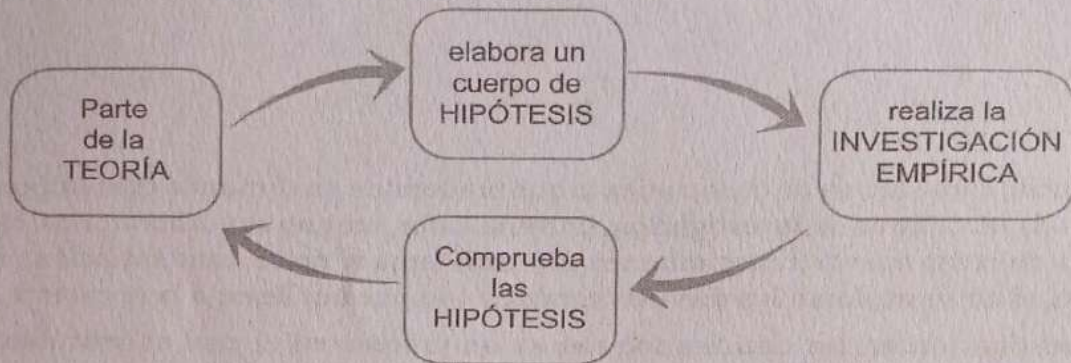 Parte
de la
TEORÍA
elabora un
cuerpo de
HIPÓTESIS
realiza la
INVESTIGACIÓN
EMPÍRICA
Comprueba
las
HIPÓTESIS